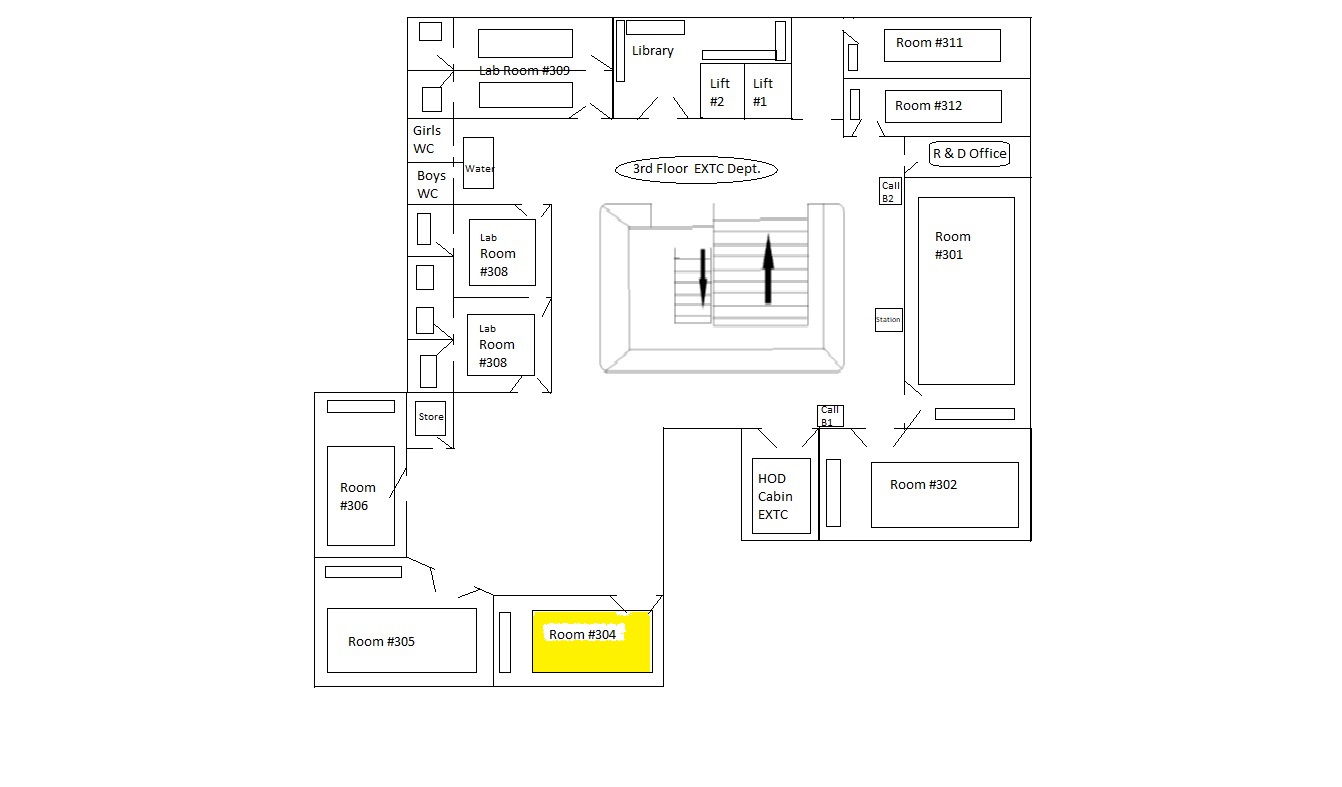 Library
Room #311
Lab Room #309
Lift
#2
Lift
#1
Room #312
Girls
WC
R & D Office
Water
3rd Floor EXTC Dept.
Boys
WC
Call
B2
Lab
Room
#308
Room
#301
Station
Lab
Room
#308
Store
Call
B1
HOD
Cabin
EXTC
Room #302
Room
#306
Room #305
Room #304